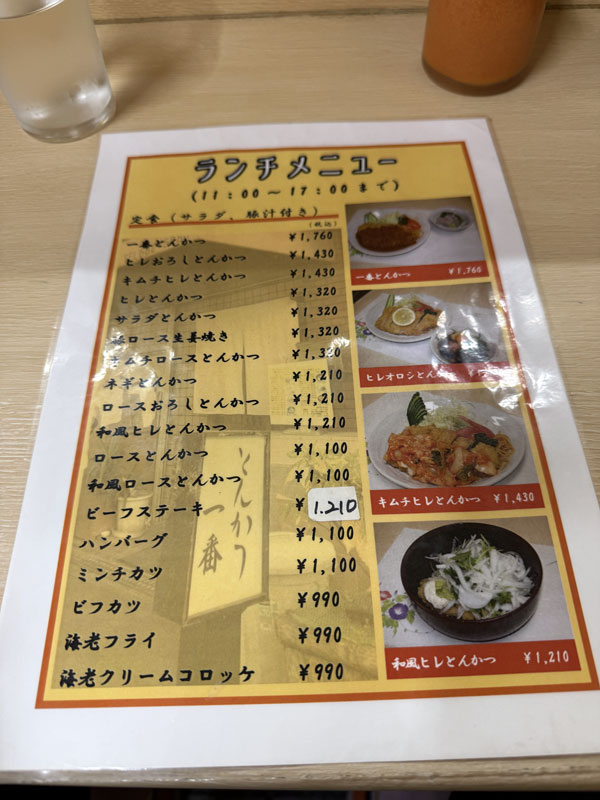 ランチメニュー
(11:00～17:00まで)
定食(サラダ、豚汁付き)
(税込)
一番とんかつ ¥1,760
ヒレおろしとんかつ ¥1,430
キムチヒレとんかつ ¥1,430
ヒレとんかつ ¥1,320
サラダとんかつ ¥1,320
豚ロース生姜焼き ¥1,320
キムチロースとんかつ ¥1,320
ネギとんかつ ¥1,210
ロースおろしとんかつ ¥1,210
和風ヒレとんかつ ¥1,210
ロースとんかつ ¥1,100
和風ロースとんかつ ¥1,100
ビーフステーキ ¥1.210
ハンバーグ ¥1,100
ミンチカツ ¥1,100
ビフカツ ¥990
海老フライ ¥990
海老クリームコロッケ ¥990
とんかつ
一番
一番とんかつ ¥1,760
ヒレオロシとんかつ
キムチヒレとんかつ ¥1,430
和風ヒレとんかつ ¥1,210